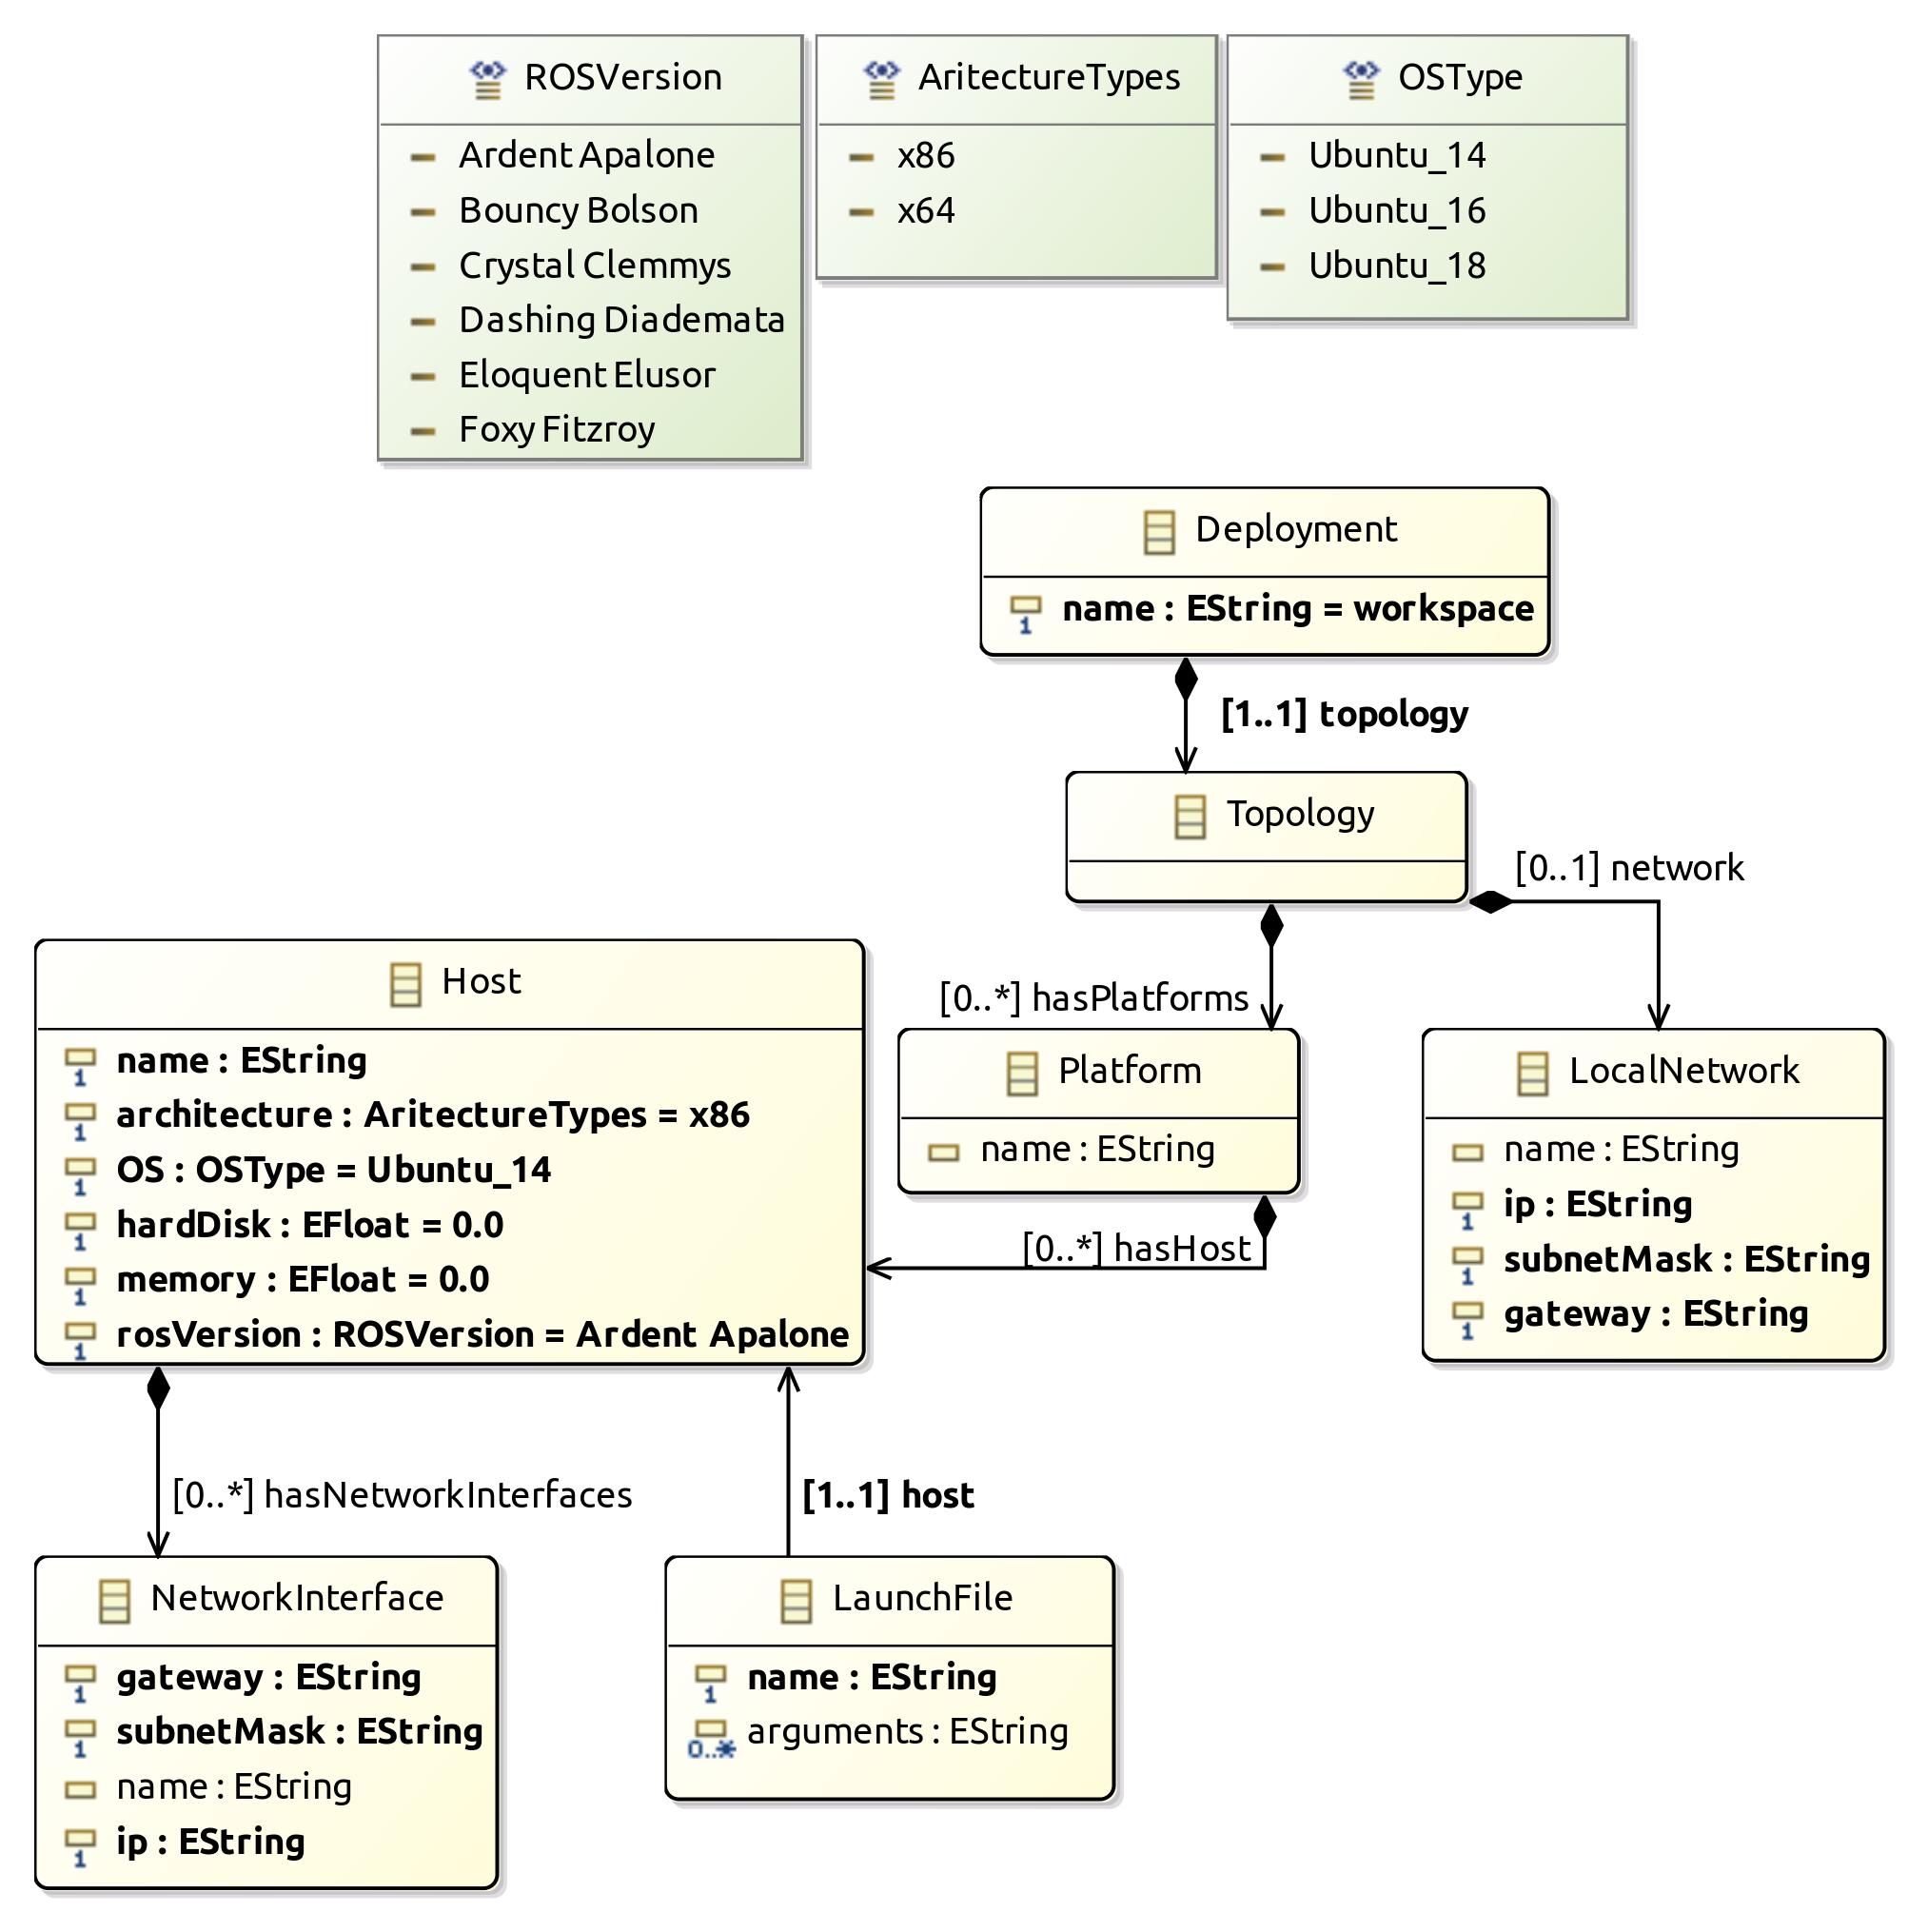 ROSVersion
Ardent Apalone
Bouncy Bolson
Crystal Clemmys
Dashing Diademata
Eloquent Elusor
Foxy Fitzroy
AritectureTypes
x86
x64
OSType
Ubuntu_14
Ubuntu_16
Ubuntu_18
Deployment
1 name : EString = workspace
[1..1] topology
Topology
[0..1] network
[0..*] hasPlatforms
Host
1 name : EString
1 architecture : AritectureTypes = x86
1 OS : OSType = Ubuntu_14
1 hardDisk : EFloat = 0.0
1 memory : EFloat = 0.0
1 rosVersion : ROSVersion = Ardent Apalone
Platform
name : EString
[0..*] hasHost
LocalNetwork
name : EString
1 ip : EString
1 subnetMask : EString
1 gateway : EString
[0..*] hasNetworkInterfaces
[1..1] host
NetworkInterface
1 gateway : EString
1 subnetMask : EString
name : EString
1 ip : EString
LaunchFile
1 name : EString
0..* arguments : EString